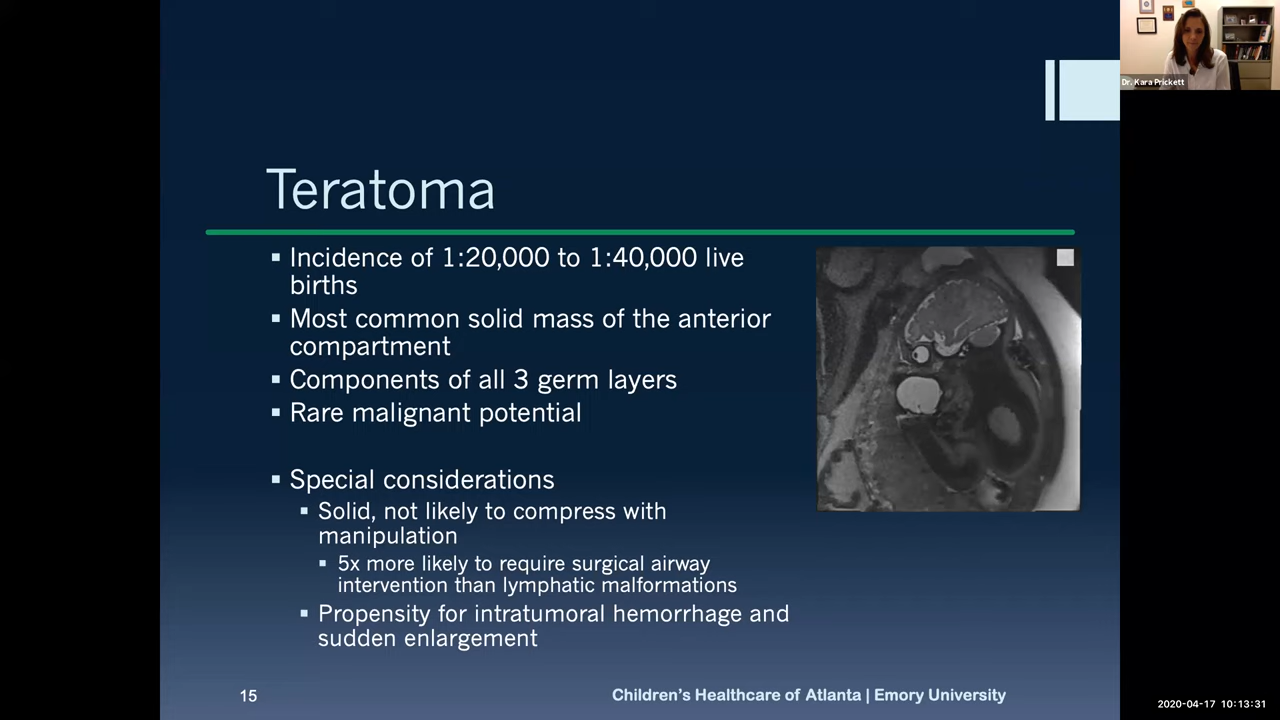 Dr. Kara Prickett
Teratoma
▪ Incidence of 1:20,000 to 1:40,000 live
births
▪ Most common solid mass of the anterior
compartment
▪ Components of all 3 germ layers
▪ Rare malignant potential
▪ Special considerations
▪ Solid, not likely to compress with
manipulation
▪ 5x more likely to require surgical airway
intervention than lymphatic malformations
▪ Propensity for intratumoral hemorrhage and
sudden enlargement
15
Children's Healthcare of Atlanta | Emory University
2020-04-17 10:13:31